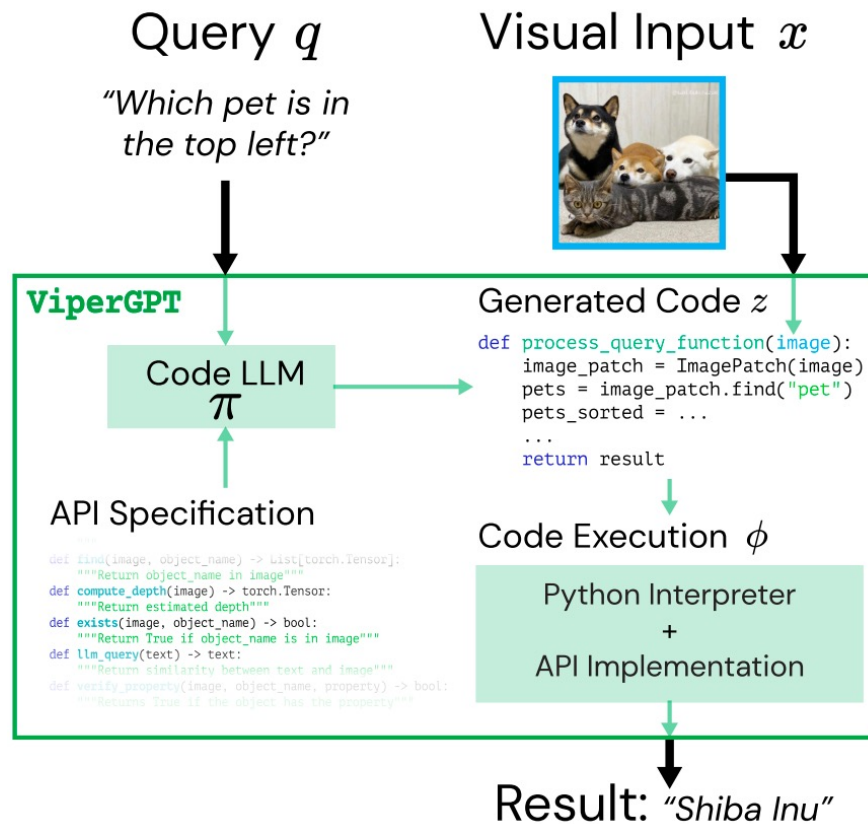 Query q
Visual Input x
“Which pet is in
the top left?”
ViperGPT
Code LLM
π
API Specification
"""
def find(image, object_name) -> List[torch.Tensor]:
"""Return object_name in image"""
def compute_depth(image) -> torch.Tensor:
"""Return estimated depth"""
def exists(image, object_name) -> bool:
"""Return True if object_name is in image"""
def llm_query(text) -> text:
"""Return similarity between text and image"""
def verify_property(image, object_name, property) -> bool:
"""Returns True if the object has the property"""
Generated Code z
def process_query_function(image):
image_patch = ImagePatch(image)
pets = image_patch.find("pet")
pets_sorted = ...
...
return result
Code Execution ϕ
Python Interpreter
+
API Implementation
Result: “Shiba Inu”